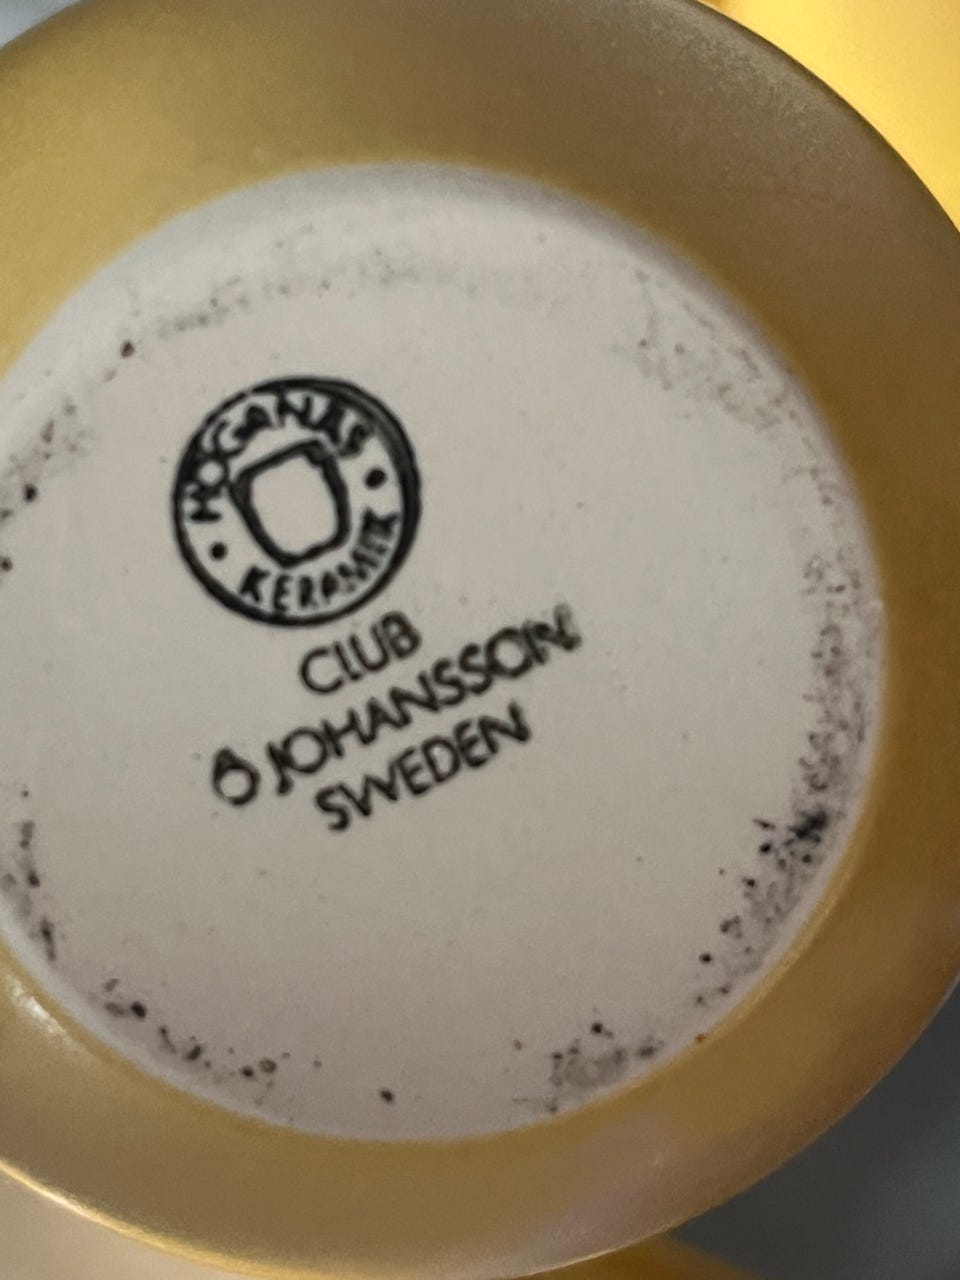 HÖGANÄS
KERAMIK
CLUB
B JOHANSSON
SWEDEN